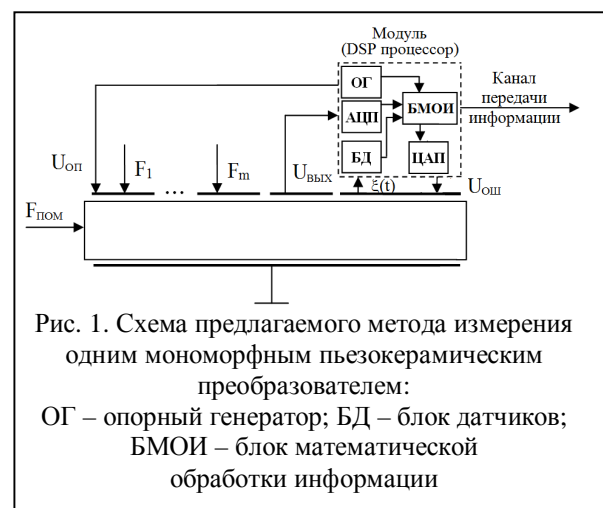 Модуль
(DSP процессор)
ОГ
АЦП
БМОИ
БД
ЦАП
Канал
передачи
информации
UОП
F1
...
Fm
UВЫХ
ξ(t)
UОШ
FПОМ
Рис. 1. Схема предлагаемого метода измерения
одним мономорфным пьезокерамическим
преобразователем:
ОГ – опорный генератор; БД – блок датчиков;
БМОИ – блок математической
обработки информации